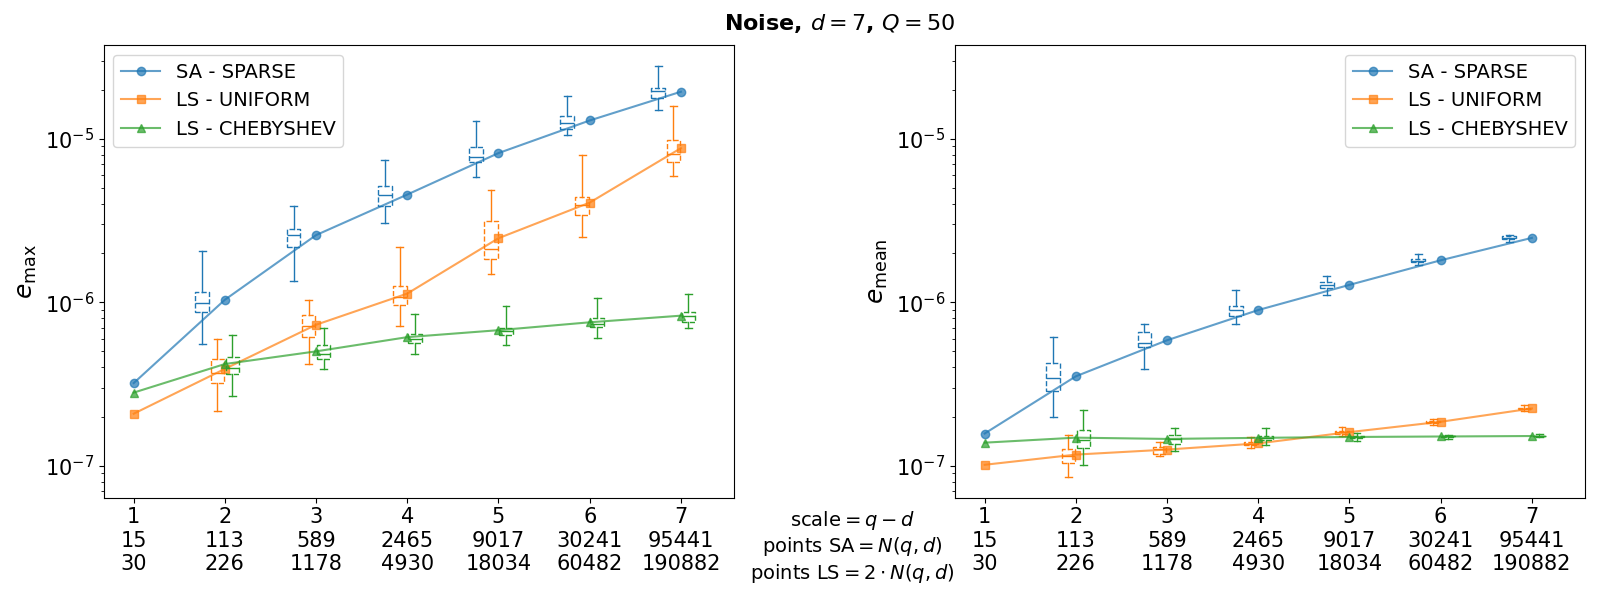 Noise, d = 7, Q = 50
SA - SPARSE
LS - UNIFORM
LS - CHEBYSHEV
10⁻⁵
10⁻⁶
10⁻⁷
e_max
1 2 3 4 5 6 7
15 113 589 2465 9017 30241 95441
30 226 1178 4930 18034 60482 190882
scale = q − d
points SA = N(q, d)
points LS = 2 · N(q, d)
SA - SPARSE
LS - UNIFORM
LS - CHEBYSHEV
10⁻⁵
10⁻⁶
10⁻⁷
e_mean
1 2 3 4 5 6 7
15 113 589 2465 9017 30241 95441
30 226 1178 4930 18034 60482 190882